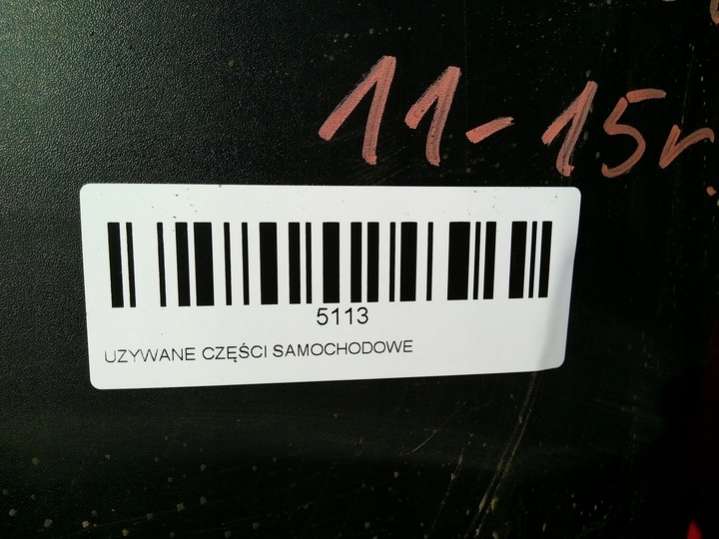 11-15r.
5113
UZYWANE CZĘŚCI SAMOCHODOWE